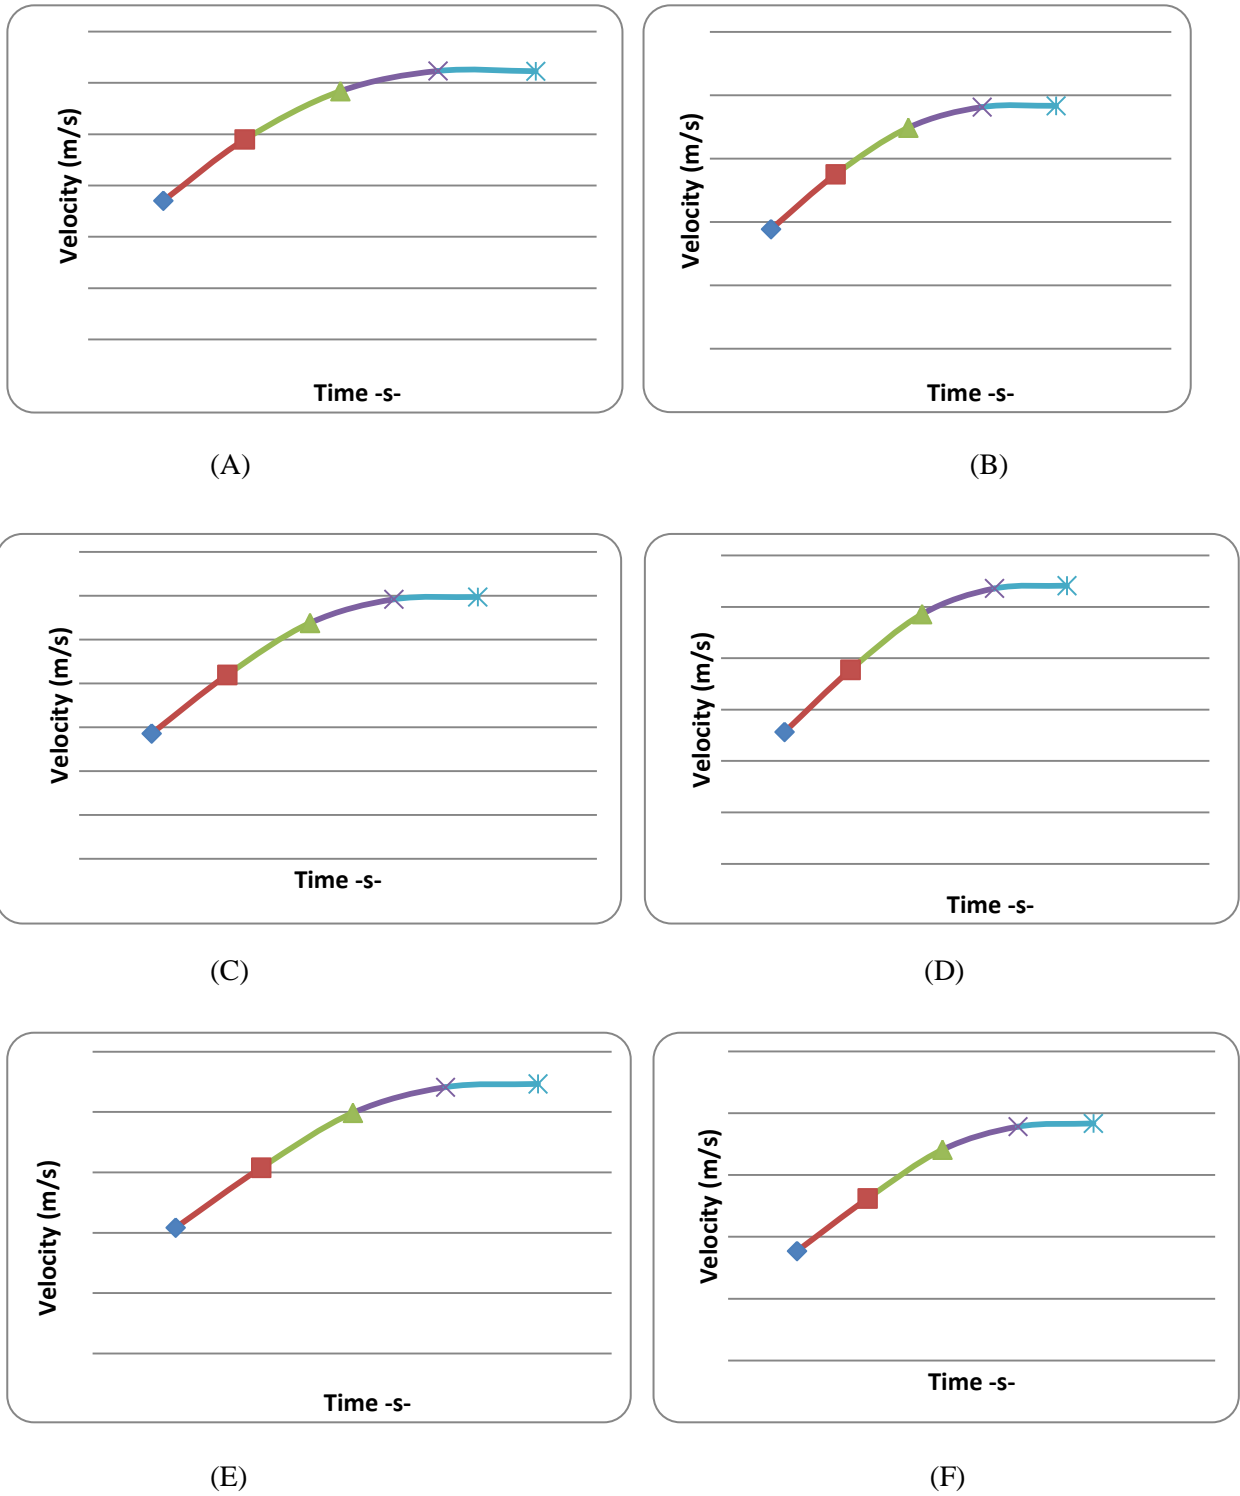 Velocity (m/s)
Time -s-
(A)
Velocity (m/s)
Time -s-
(B)
Velocity (m/s)
Time -s-
(C)
Velocity (m/s)
Time -s-
(D)
Velocity (m/s)
Time -s-
(E)
Velocity (m/s)
Time -s-
(F)